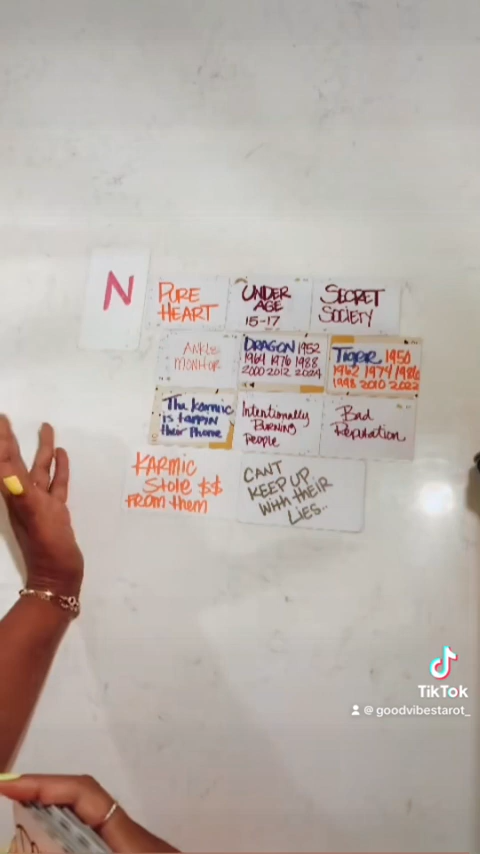 N
PURE
HEART
UNDER
AGE
15-17
SECRET
SOCIETY
ANKLE
MONITOR
DRAGON 1952
1964 1976 1988
2000 2012 2024
TIGER 1950
1962 1974 1986
1998 2010 2022
The karmic
is tappin
their Phone
Intentionally
BURNING
People
Bad
Reputation
KARMIC
Stole $$
FROM them
CANT
KEEP UP
WITH THEIR
LIES..
TikTok
@ goodvibestarot_